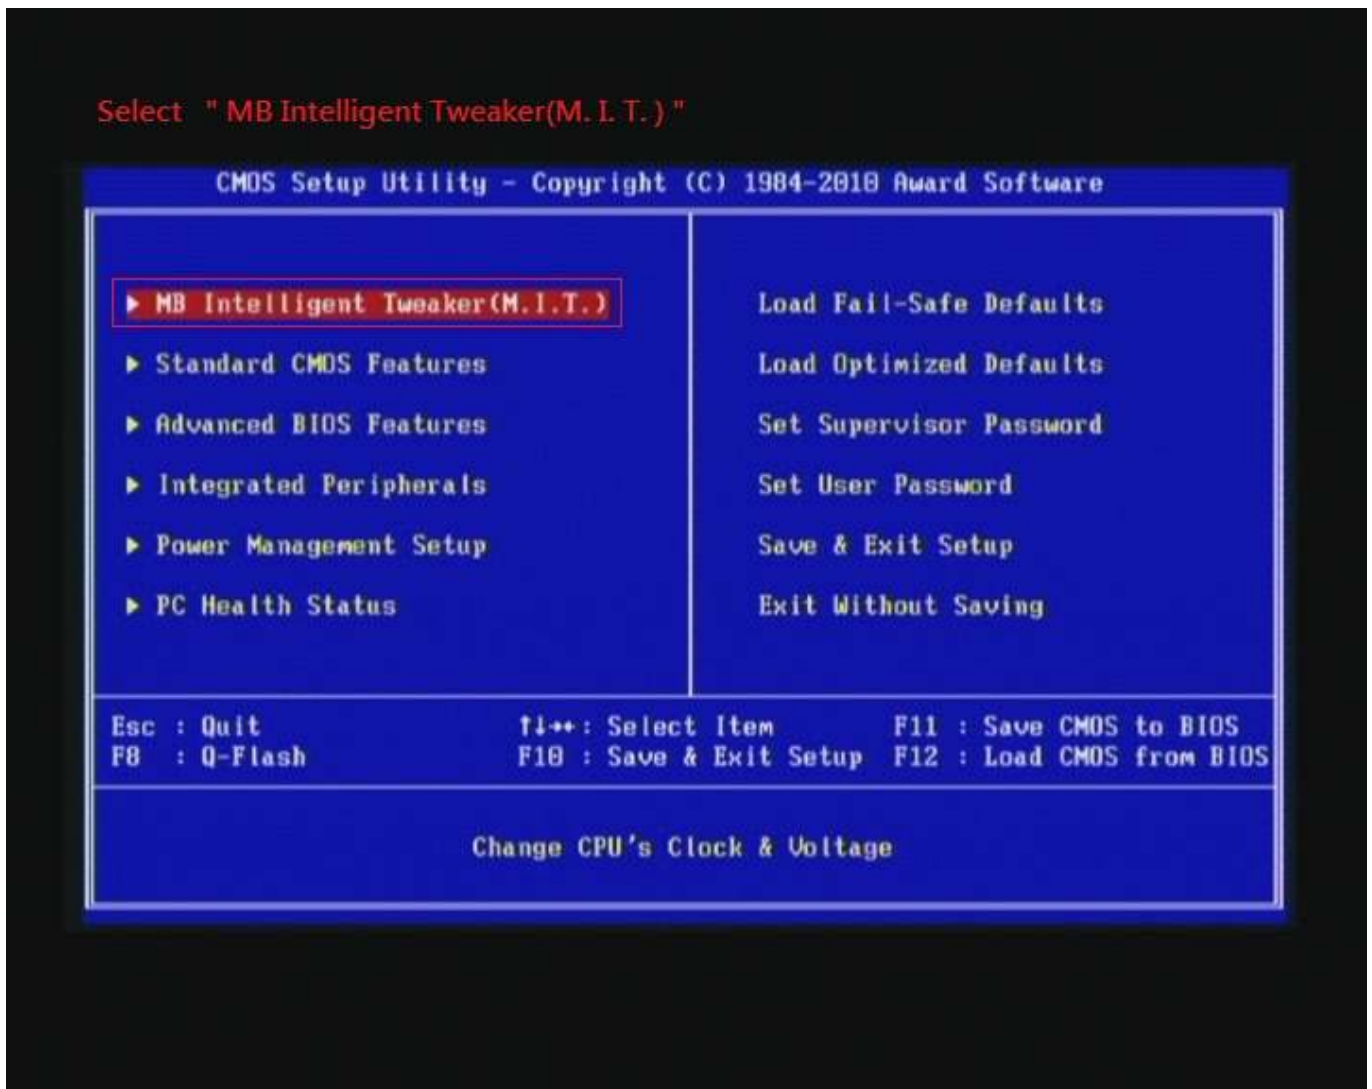 Select " MB Intelligent Tweaker(M. I. T. ) "
CMOS Setup Utility - Copyright (C) 1984-2010 Award Software
▶ MB Intelligent Tweaker(M.I.T.)
▶ Standard CMOS Features
▶ Advanced BIOS Features
▶ Integrated Peripherals
▶ Power Management Setup
▶ PC Health Status
Load Fail-Safe Defaults
Load Optimized Defaults
Set Supervisor Password
Set User Password
Save & Exit Setup
Exit Without Saving
Esc : Quit ↑↓→←: Select Item F11 : Save CMOS to BIOS
F8 : Q-Flash F10 : Save & Exit Setup F12 : Load CMOS from BIOS
Change CPU's Clock & Voltage